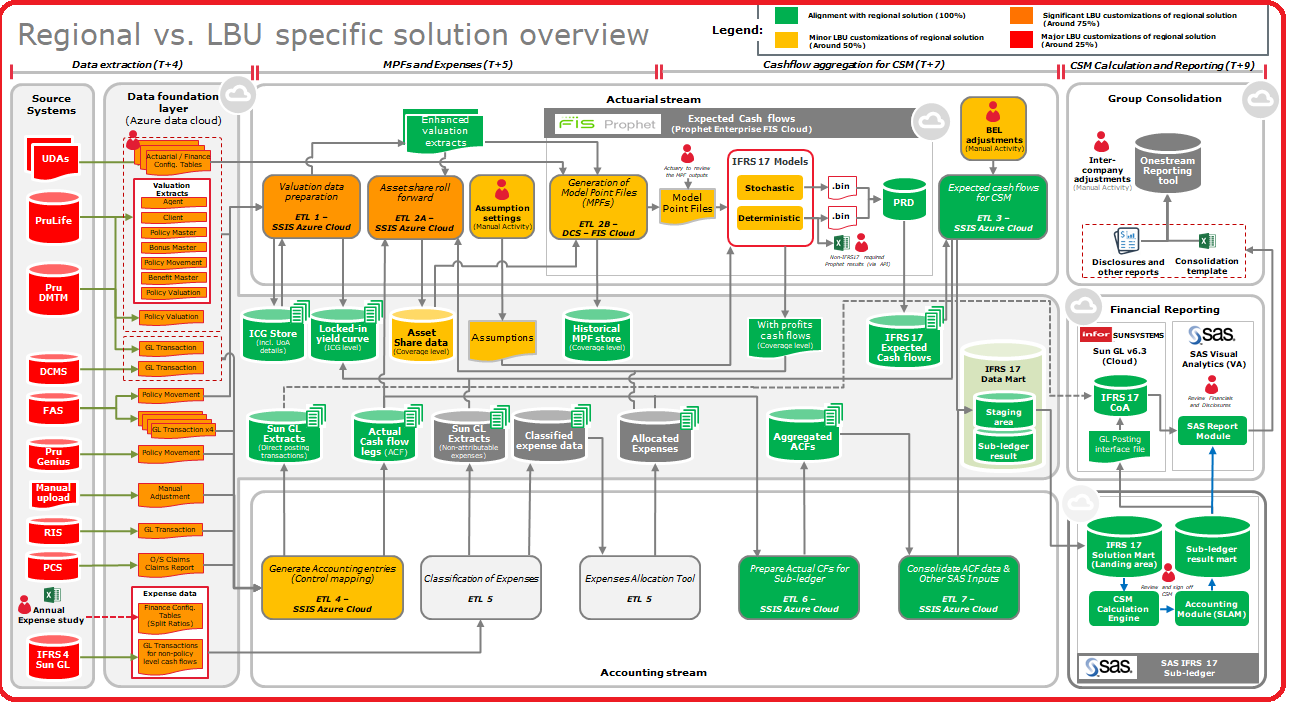 Regional vs. LBU specific solution overview
Legend:
Alignment with regional solution (100%)
Minor LBU customizations of regional solution
(Around 50%)
Significant LBU customizations of regional solution
(Around 75%)
Major LBU customizations of regional solution
(Around 25%)
Data extraction (T+4)
MPFs and Expenses (T+5)
Cashflow aggregation for CSM (T+7)
CSM Calculation and Reporting (T+9)
Source
Systems
UDAs
PruLife
Pru
DMTM
DCMS
FAS
Pru
Genius
Manual
upload
RIS
PCS
Annual
Expense study
IFRS 4
Sun GL
Data foundation
layer
(Azure data cloud)
Actuarial / Finance
Config. Tables
Valuation
Extracts
Agent
Client
Policy Master
Bonus Master
Policy Movement
Benefit Master
Policy Valuation
Policy Valuation
GL Transaction
GL Transaction
Policy Movement
GL Transaction x4
Policy Movement
Manual
Adjustment
GL Transaction
O/S Claims
Claims Report
Expense data
Finance Config.
Tables
(Split Ratios)
GL Transactions
for non-policy
level cash flows
Actuarial stream
Enhanced
valuation
extracts
FIS Prophet
Expected Cash flows
(Prophet Enterprise FIS Cloud)
Valuation data
preparation
ETL 1 –
SSIS Azure Cloud
Asset share roll
forward
ETL 2A –
SSIS Azure Cloud
Assumption
settings
(Manual Activity)
Generation of
Model Point Files
(MPFs)
ETL 2B –
DCS – FIS Cloud
Actuary to review
the MPF outputs
Model
Point Files
IFRS 17 Models
Stochastic
Deterministic
.bin
.bin
Non-IFRS17 required
Prophet results (via API)
PRD
BEL
adjustments
(Manual Activity)
Expected cash flows
for CSM
ETL 3 –
SSIS Azure Cloud
ICG Store
(incl. UoA
details)
Locked-in
yield curve
(ICG level)
Asset
Share data
(Coverage level)
Assumptions
Historical
MPF store
(Coverage level)
With profits
cash flows
(Coverage level)
IFRS 17
Expected
Cash flows
IFRS 17
Data Mart
Staging
area
Sub-ledger
result
Sun GL
Extracts
(Direct posting
transactions)
Actual
Cash flow
legs (ACF)
Sun GL
Extracts
(Non-attributable
expenses)
Classified
expense data
Allocated
Expenses
Aggregated
ACFs
Generate Accounting entries
(Control mapping)
ETL 4 –
SSIS Azure Cloud
Classification of Expenses
ETL 5
Expenses Allocation Tool
ETL 5
Prepare Actual CFs for
Sub-ledger
ETL 6 –
SSIS Azure Cloud
Consolidate ACF data &
Other SAS Inputs
ETL 7 –
SSIS Azure Cloud
Accounting stream
Group Consolidation
Inter-
company
adjustments
(Manual Activity)
Onestream
Reporting
tool
Disclosures and
other reports
Consolidation
template
Financial Reporting
infor SUNSYSTEMS
Sun GL v6.3
(Cloud)
IFRS 17
CoA
GL Posting
interface file
sas.
SAS Visual
Analytics (VA)
Review Financials
and Disclosures
SAS Report
Module
IFRS 17
Solution Mart
(Landing area)
Sub-ledger
result mart
Review and sign off
CSM
CSM
Calculation
Engine
Accounting
Module (SLAM)
sas.
SAS IFRS 17
Sub-ledger